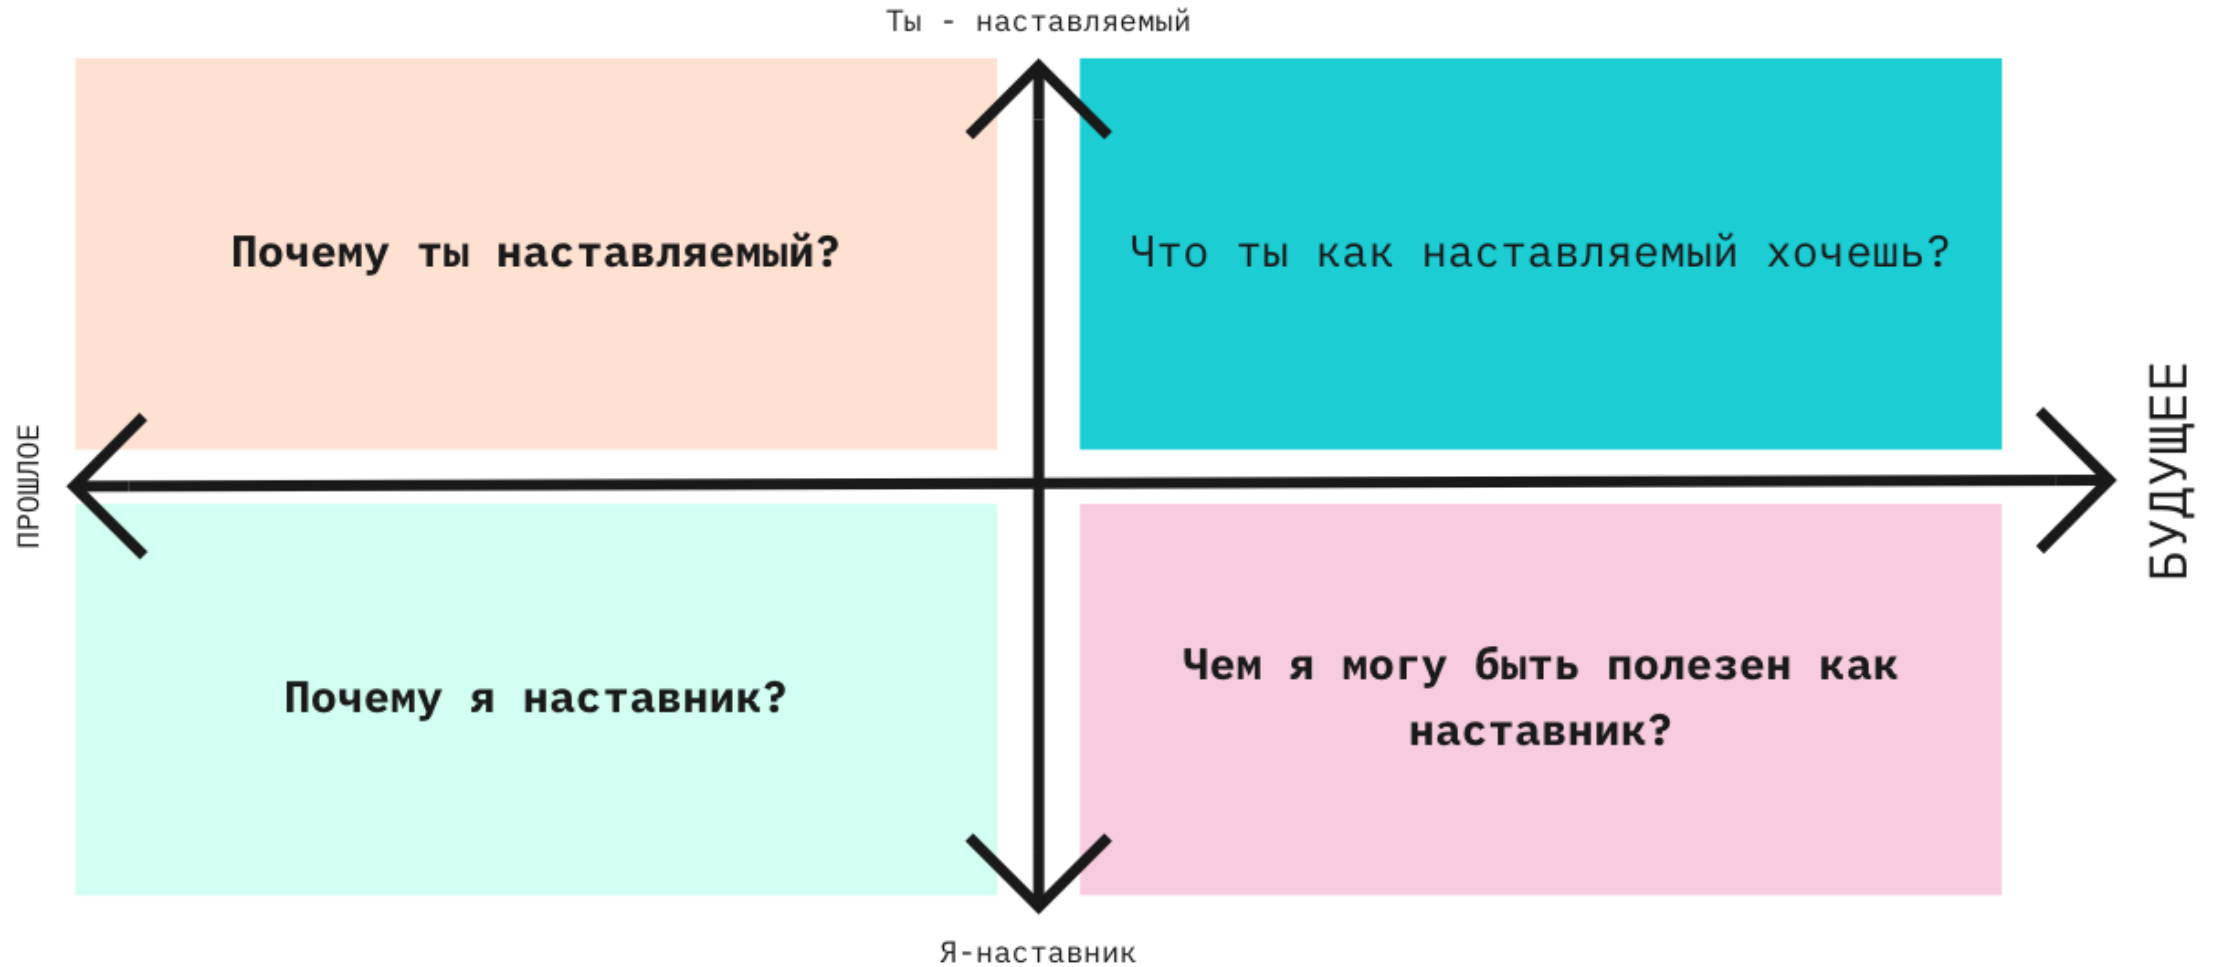 Ты - наставляемый
Почему ты наставляемый?
Что ты как наставляемый хочешь?
ПРОШЛОЕ
БУДУЩЕЕ
Почему я наставник?
Чем я могу быть полезен как
наставник?
Я-наставник